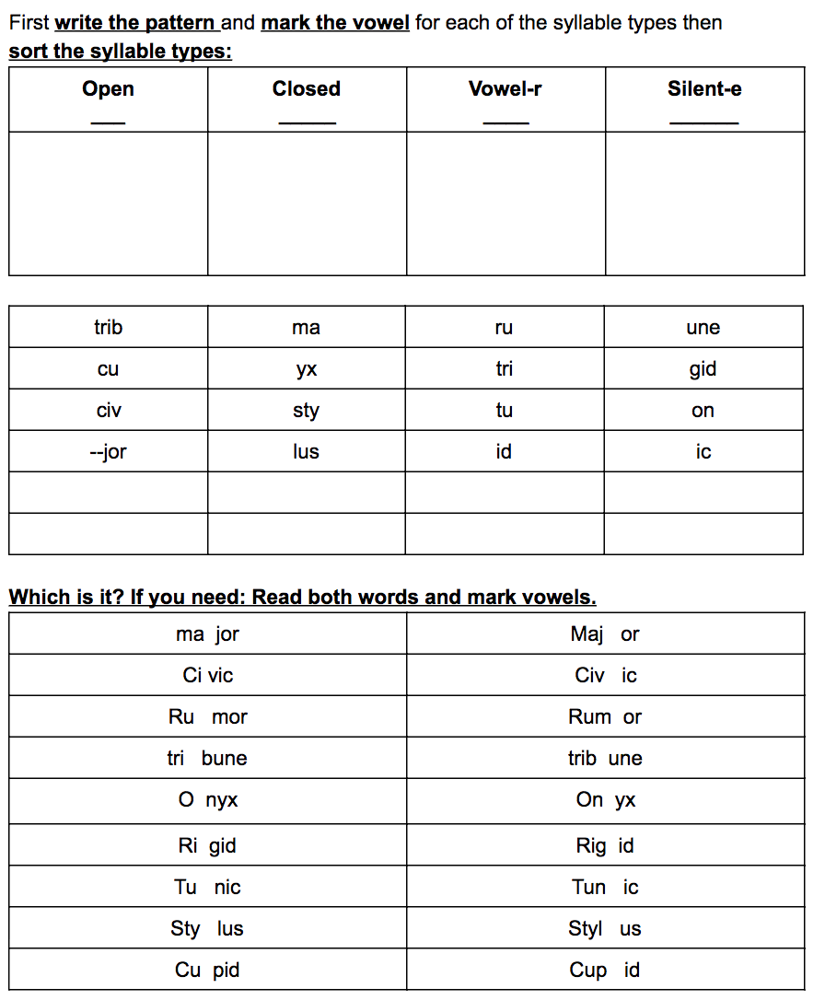 First write the pattern and mark the vowel for each of the syllable types then
sort the syllable types:
Open Closed Vowel-r Silent-e
___ _____ ____ ______
trib ma ru une
cu yx tri gid
civ sty tu on
--jor lus id ic
Which is it? If you need: Read both words and mark vowels.
ma jor Maj or
Ci vic Civ ic
Ru mor Rum or
tri bune trib une
O nyx On yx
Ri gid Rig id
Tu nic Tun ic
Sty lus Styl us
Cu pid Cup id